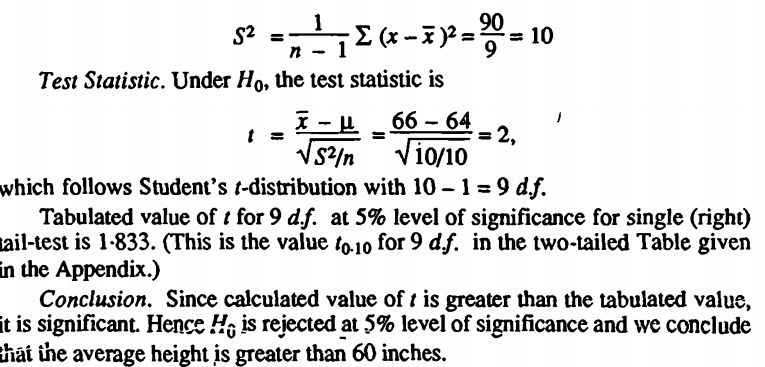 S² = 1/(n − 1) Σ (x − x̄)² = 90/9 = 10
Test Statistic. Under H₀, the test statistic is
t = (x̄ − μ)/√(S²/n) = (66 − 64)/√(10/10) = 2,
which follows Student's t-distribution with 10 − 1 = 9 d.f.
Tabulated value of t for 9 d.f. at 5% level of significance for single (right)
tail-test is 1·833. (This is the value t₀.₁₀ for 9 d.f. in the two-tailed Table given
in the Appendix.)
Conclusion. Since calculated value of t is greater than the tabulated value,
it is significant. Hence H₀ is rejected at 5% level of significance and we conclude
that the average height is greater than 60 inches.